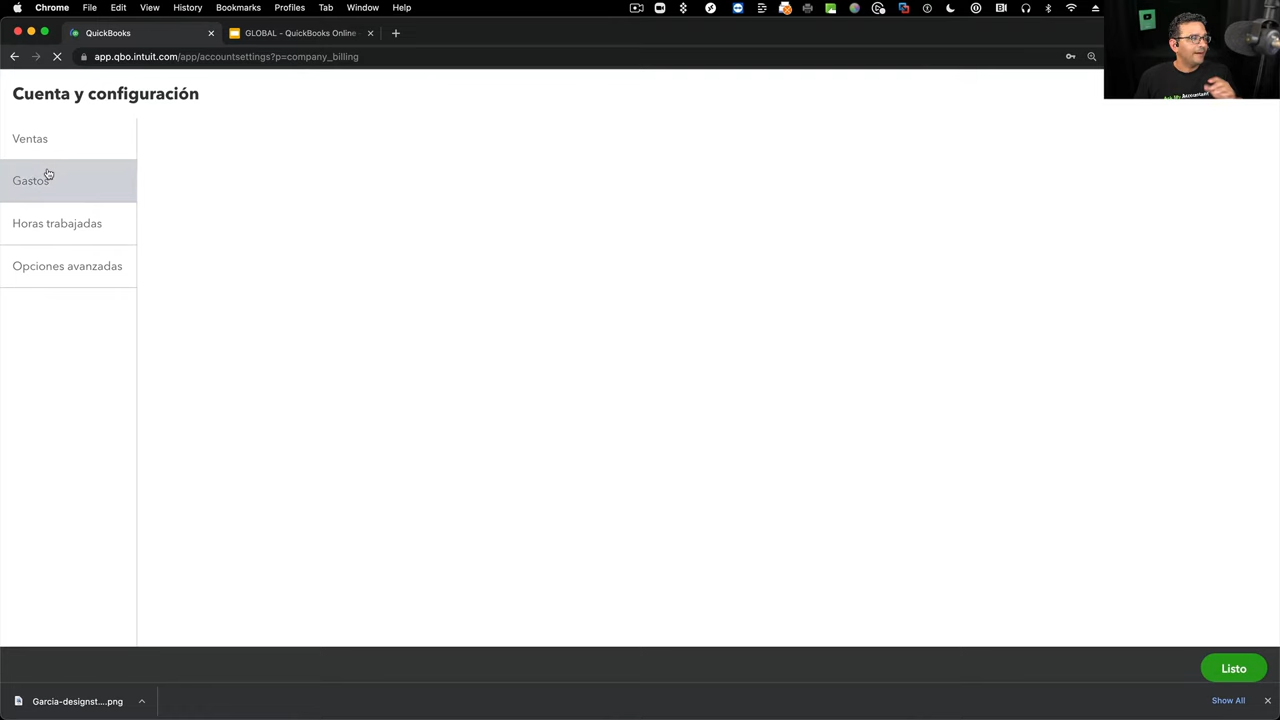 Chrome File Edit View History Bookmarks Profiles Tab Window Help
QuickBooks
GLOBAL - QuickBooks Online
app.qbo.intuit.com/app/accountsettings?p=company_billing
Cuenta y configuración
Ventas
Gastos
Horas trabajadas
Opciones avanzadas
Listo
Garcia-designst....png
Show All